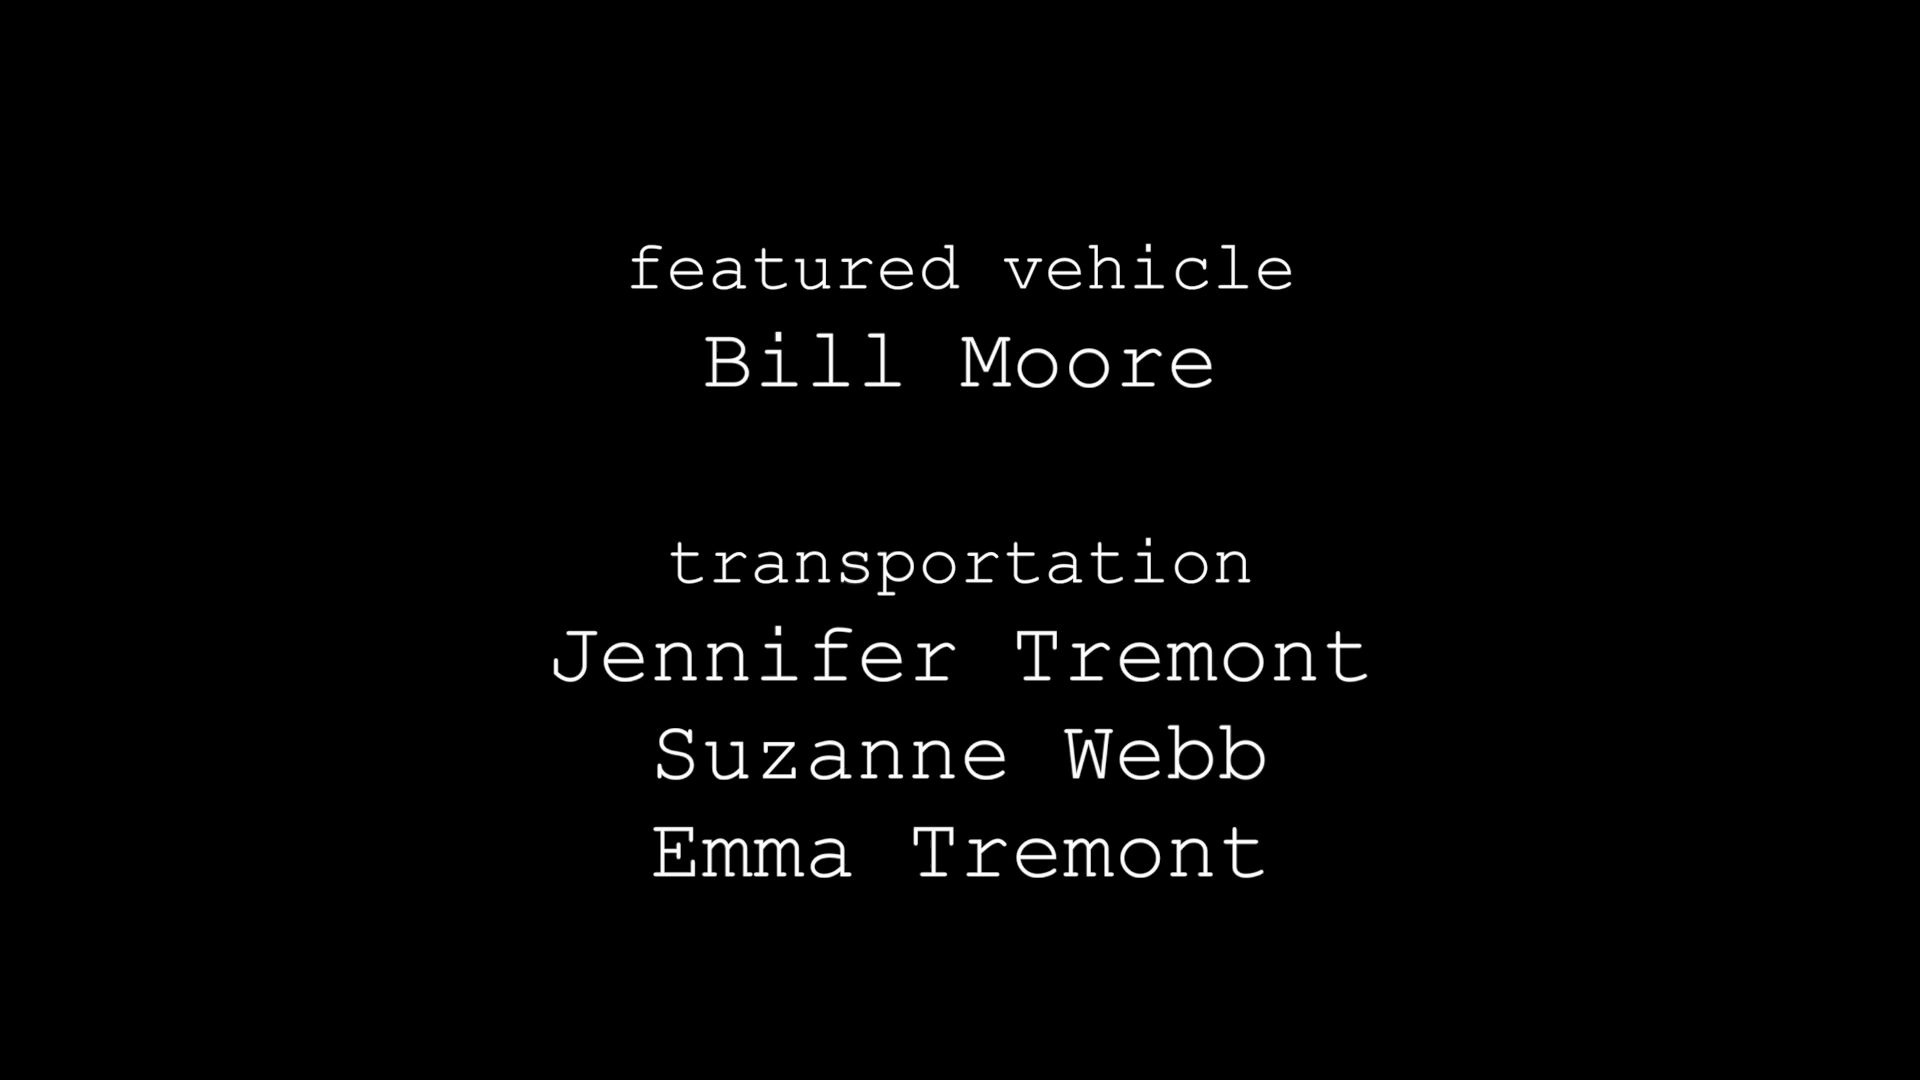 featured vehicle
Bill Moore
transportation
Jennifer Tremont
Suzanne Webb
Emma Tremont